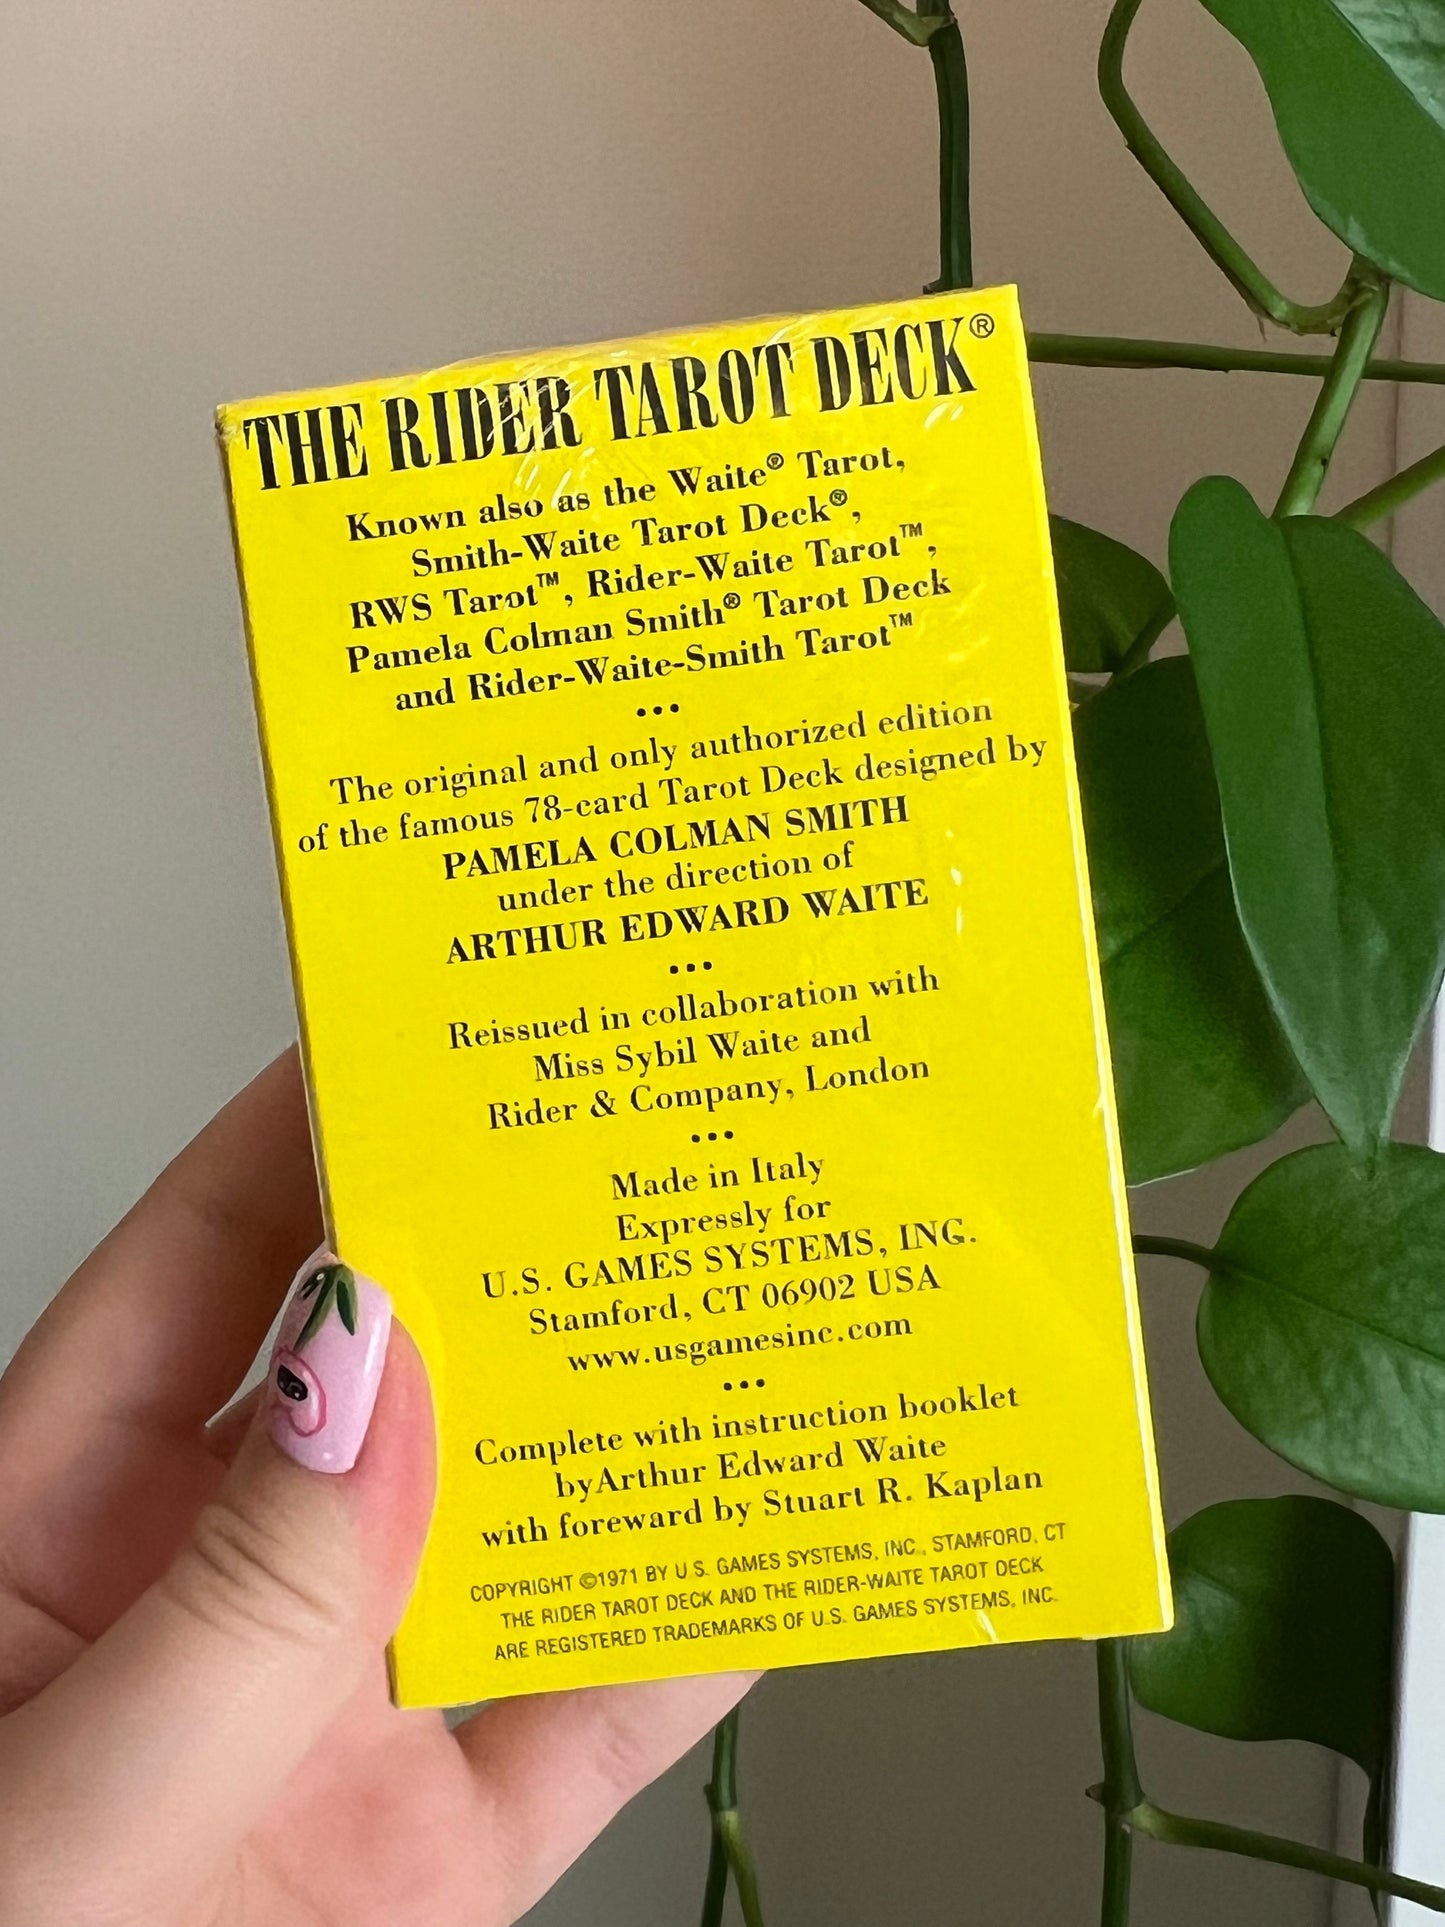 THE RIDER TAROT DECK®
Known also as the Waite® Tarot,
Smith-Waite Tarot Deck®,
RWS Tarot™, Rider-Waite Tarot™,
Pamela Colman Smith® Tarot Deck
and Rider-Waite-Smith Tarot™
•••
The original and only authorized edition
of the famous 78-card Tarot Deck designed by
PAMELA COLMAN SMITH
under the direction of
ARTHUR EDWARD WAITE
•••
Reissued in collaboration with
Miss Sybil Waite and
Rider & Company, London
•••
Made in Italy
Expressly for
U.S. GAMES SYSTEMS, ING.
Stamford, CT 06902 USA
www.usgamesinc.com
•••
Complete with instruction booklet
byArthur Edward Waite
with foreward by Stuart R. Kaplan
COPYRIGHT ©1971 BY U.S. GAMES SYSTEMS, INC., STAMFORD, CT
THE RIDER TAROT DECK AND THE RIDER-WAITE TAROT DECK
ARE REGISTERED TRADEMARKS OF U.S. GAMES SYSTEMS, INC.